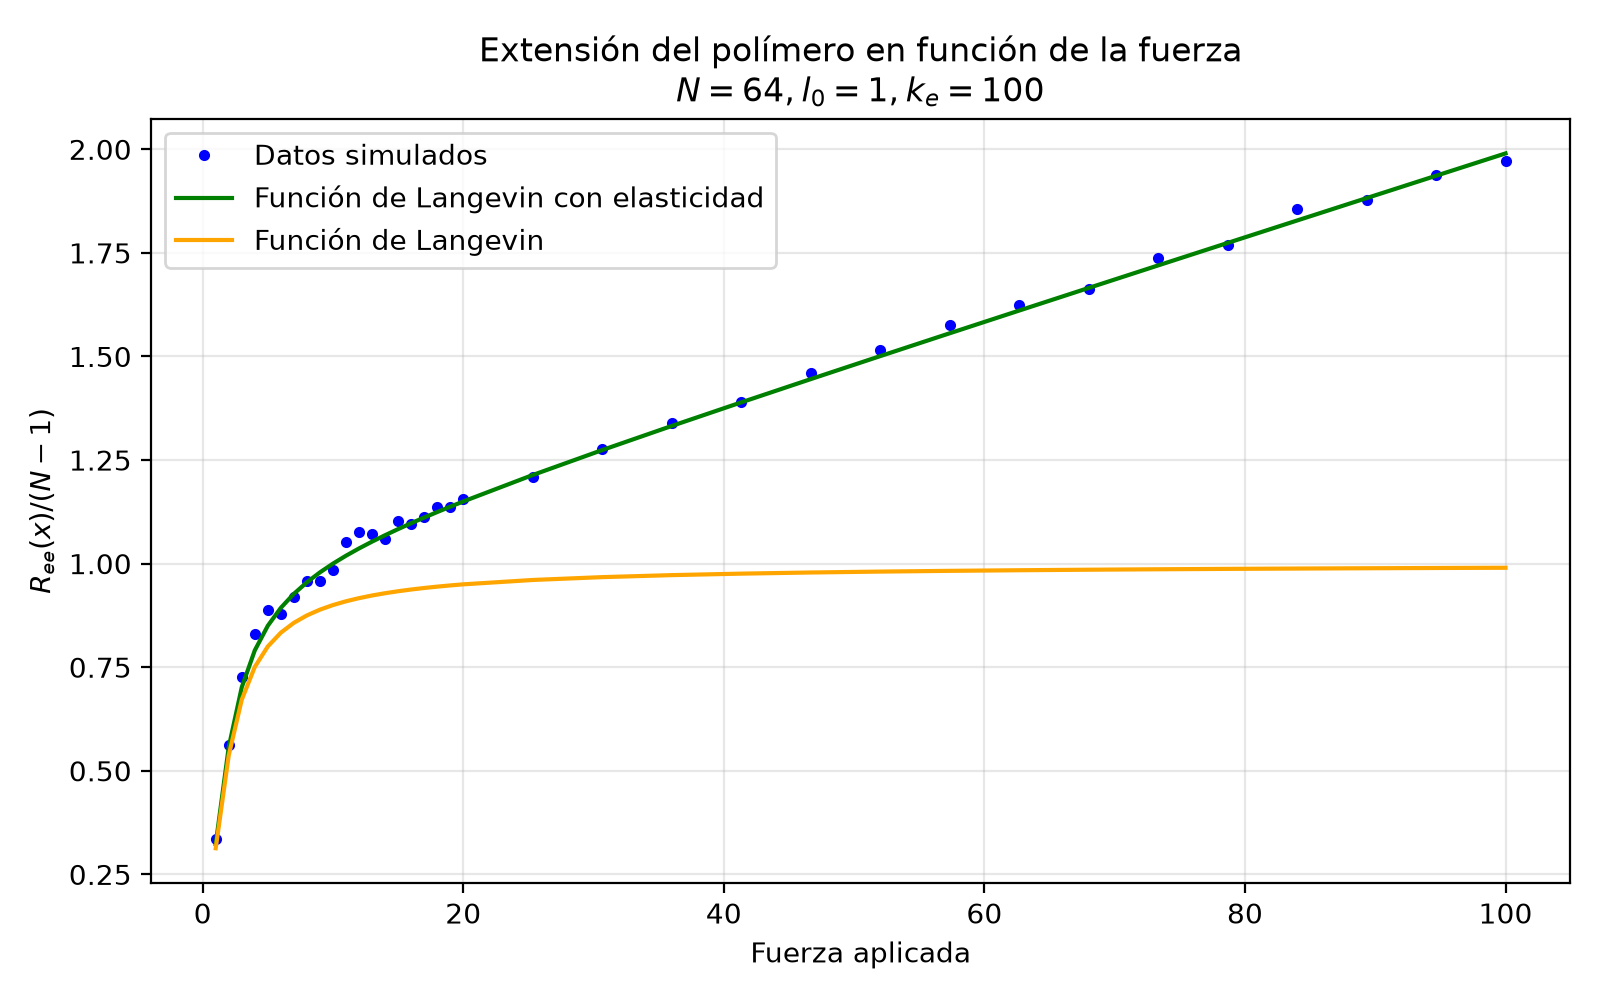 Extensión del polímero en función de la fuerza
N = 64, l₀ = 1, kₑ = 100
Datos simulados
Función de Langevin con elasticidad
Función de Langevin
2.00
1.75
1.50
1.25
1.00
0.75
0.50
0.25
Rₑₑ(x)/(N − 1)
0 20 40 60 80 100
Fuerza aplicada